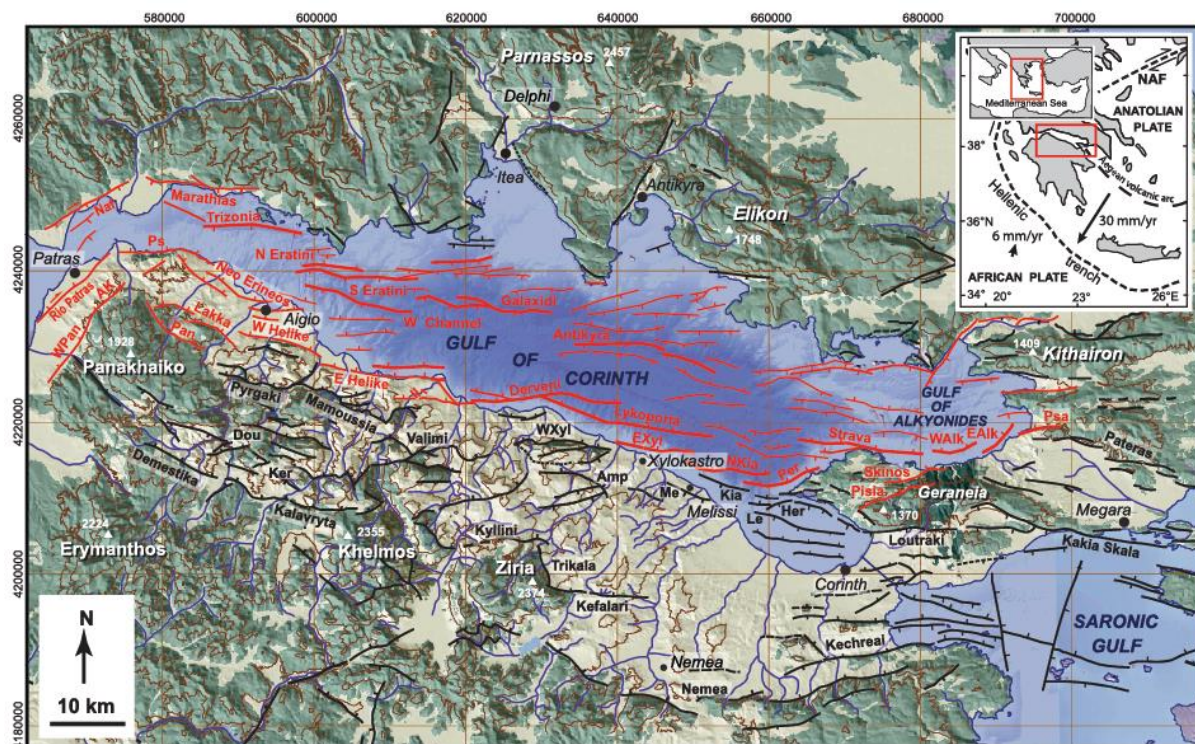 580000
600000
620000
640000
660000
680000
700000
4260000
4240000
4220000
4200000
4180000
Parnassos
2457
Delphi
Itea
Antikyra
Elikon
1748
Marathias
Trizonia
Naf
Ps
Patras
Rio Patras
AK
WPan
Neo Erineos
Lakka
Pan
W Helike
Aigio
1928
Panakhaiko
E Helike
N Eratini
S Eratini
Galaxidi
W Channel
Antikyra
GULF
OF
CORINTH
Derveni
Lykoporia
EXyl
Xylokastro
NKia
Per
Strava
GULF
OF
ALKYONIDES
WAlk
EAlk
Psa
1409
Kithairon
Pateras
Skinos
Pisia
Geraneia
1370
Megara
Loutraki
Kakia Skala
Pyrgaki
Mamoussia
Valimi
WXyl
Dou
Demestika
Ker
Kalavryta
Amp
Me
Melissi
Kia
Le
Her
2224
Erymanthos
2355
Khelmos
Kyllini
Ziria
2374
Trikala
Kefalari
Corinth
Kechreai
SARONIC
GULF
Nemea
Nemea
N
10 km
NAF
Mediterranean Sea
ANATOLIAN
PLATE
38°
Aegean volcanic arc
Hellenic
36°N
30 mm/yr
6 mm/yr
trench
AFRICAN PLATE
34°
20°
23°
26°E